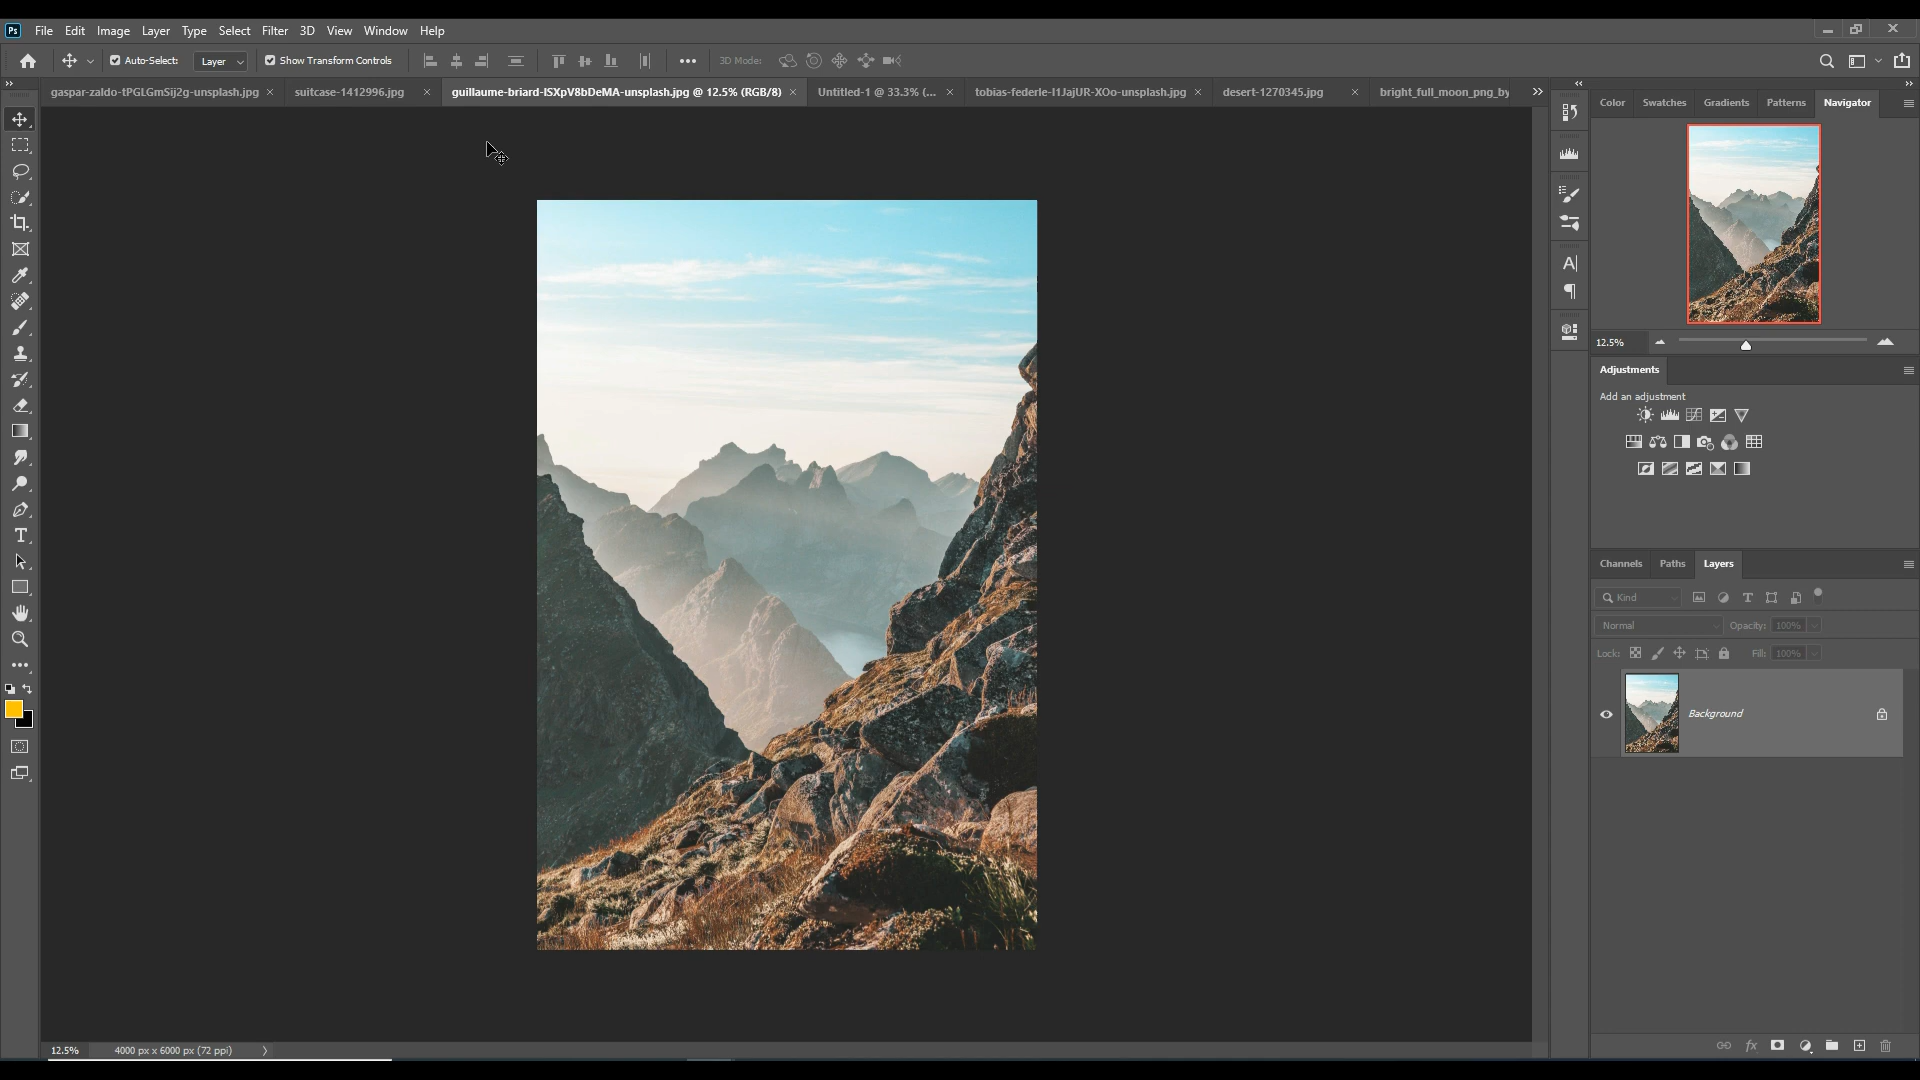 Ps File Edit Image Layer Type Select Filter 3D View Window Help
Auto-Select: Layer Show Transform Controls 3D Mode:
gaspar-zaldo-tPGLGmSij2g-unsplash.jpg suitcase-1412996.jpg guillaume-briard-ISXpV8bDeMA-unsplash.jpg @ 12.5% (RGB/8) Untitled-1 @ 33.3% (... tobias-federle-I1JajUR-XOo-unsplash.jpg desert-1270345.jpg bright_full_moon_png_by
Color Swatches Gradients Patterns Navigator
12.5%
Adjustments
Add an adjustment
Channels Paths Layers
Kind
Normal Opacity: 100%
Lock: Fill: 100%
Background
fx
12.5% 4000 px x 6000 px (72 ppi)